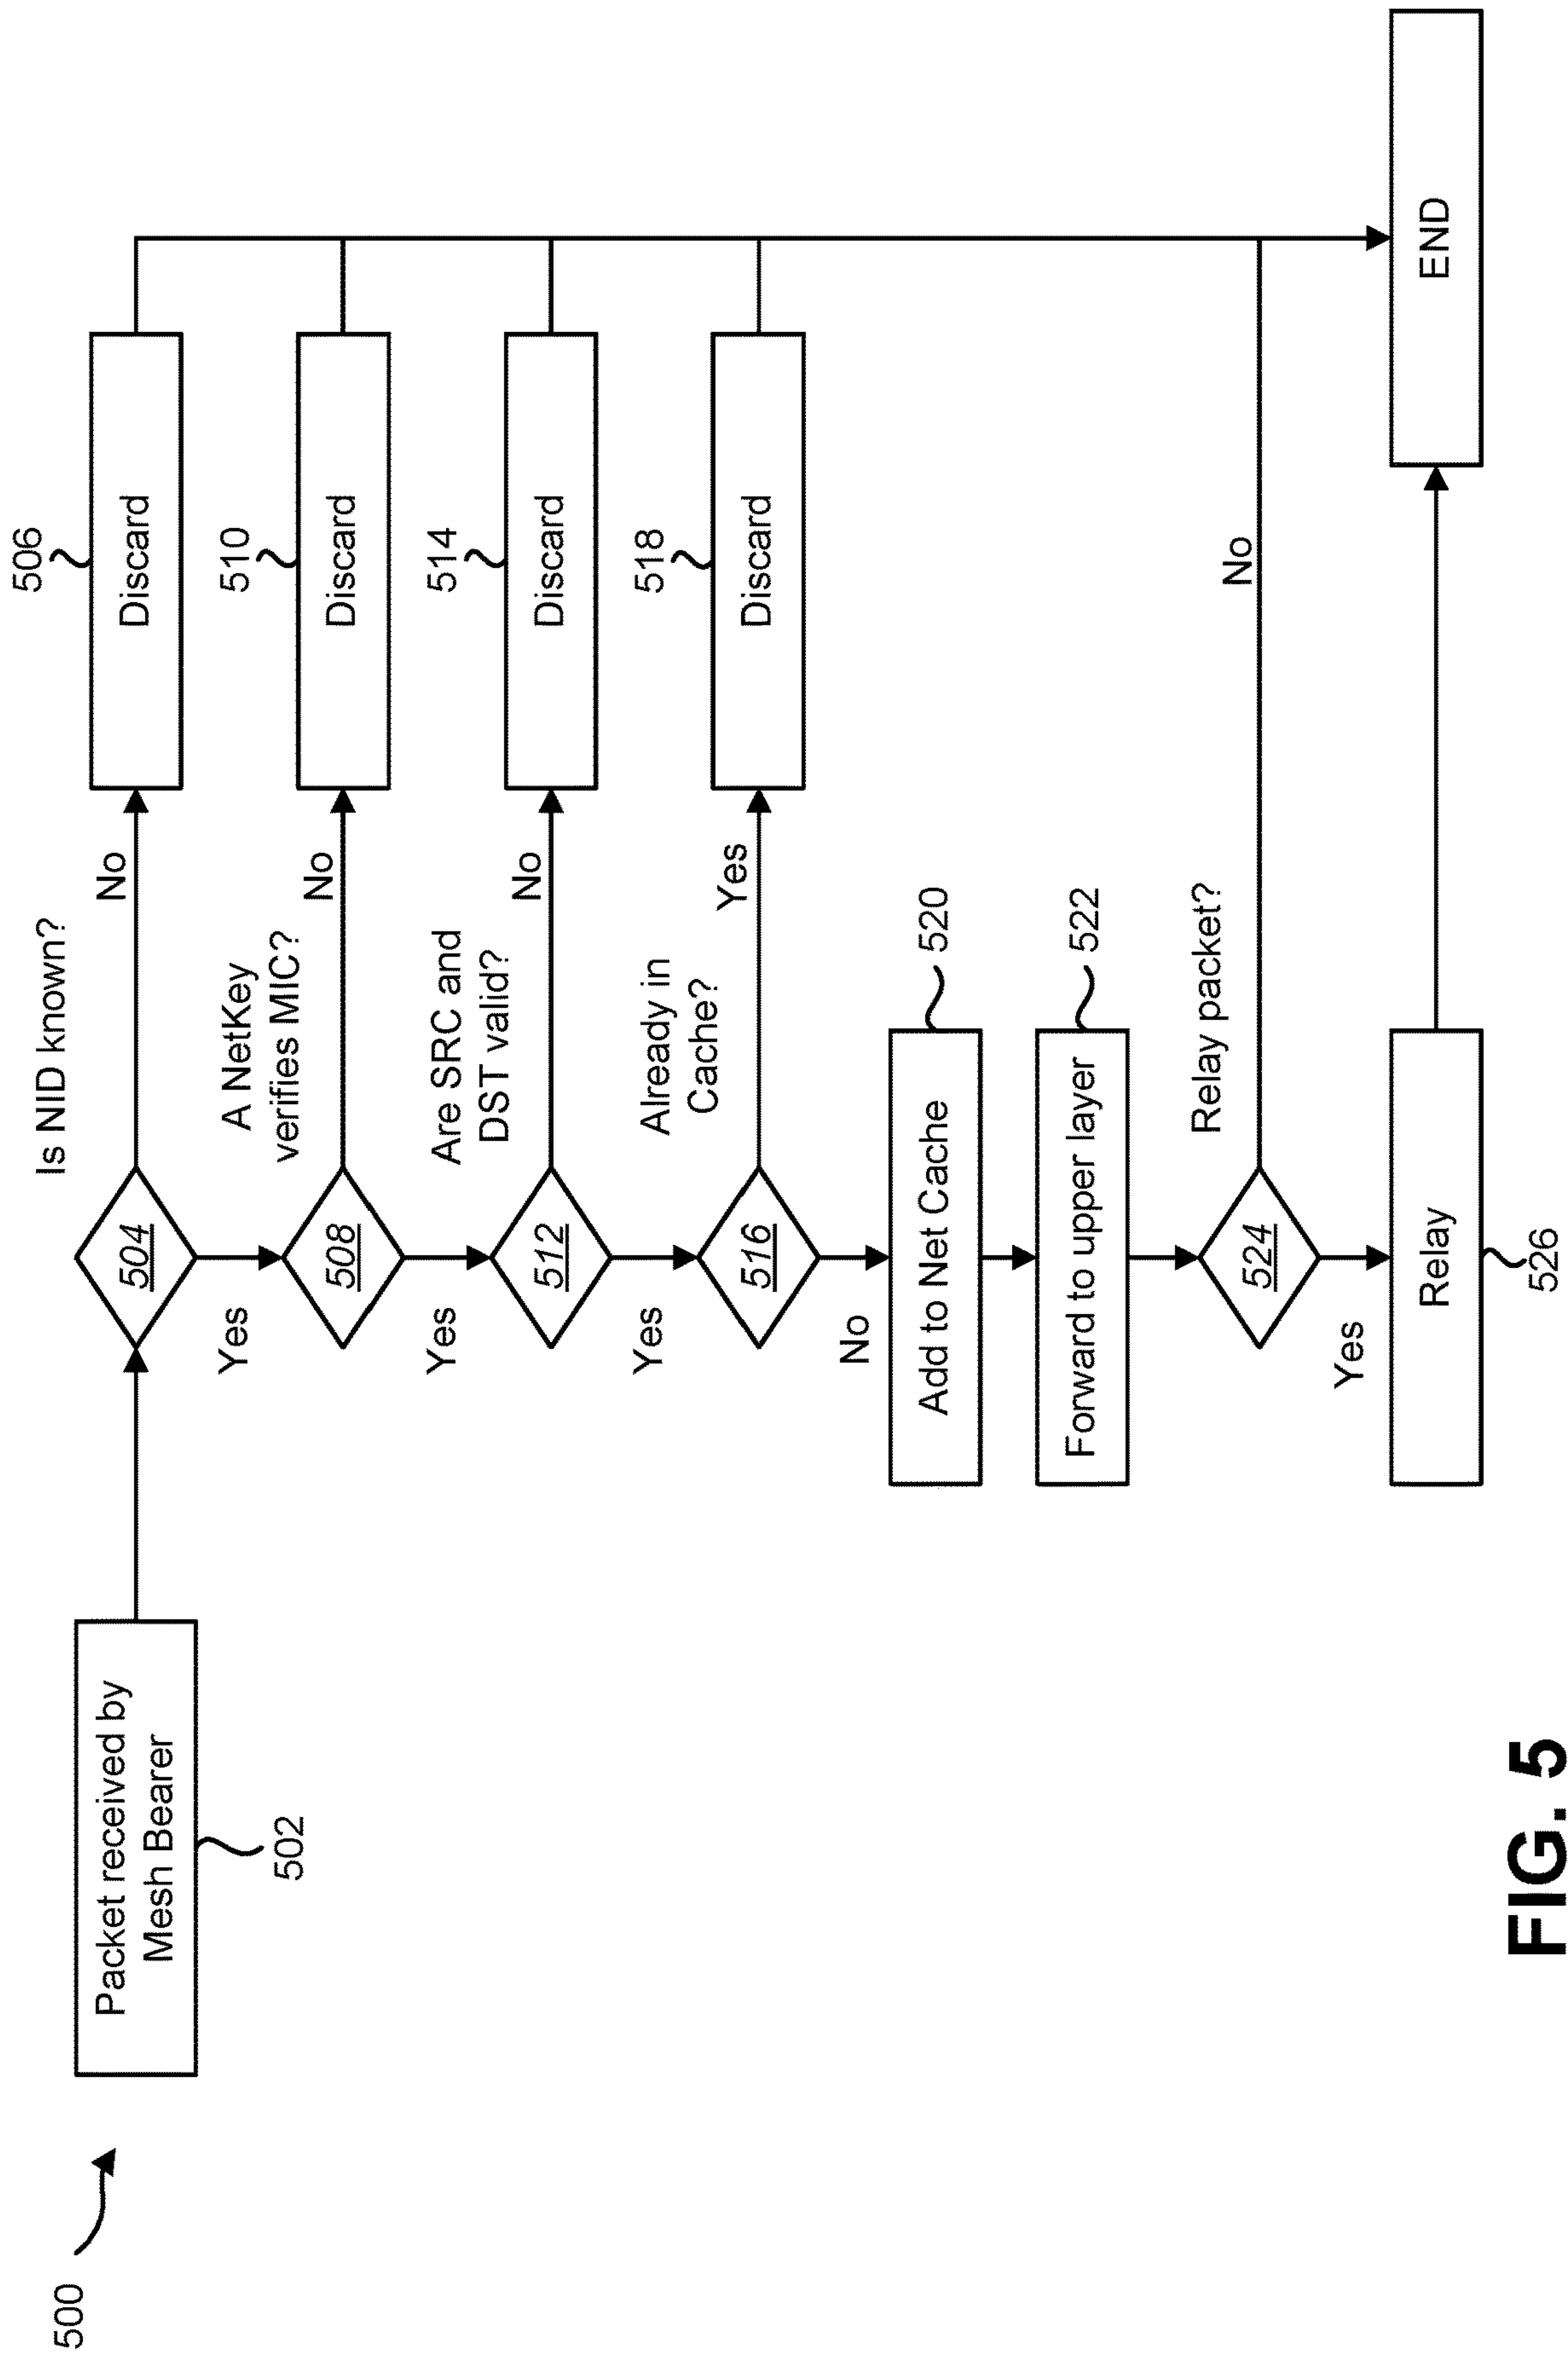 500
Packet received by
Mesh Bearer
502
Is NID known?
504
No
506
Discard
Yes
A NetKey
verifies MIC?
508
No
510
Discard
Yes
Are SRC and
DST valid?
512
No
514
Discard
Yes
Already in
Cache?
516
Yes
518
Discard
No
Add to Net Cache
520
Forward to upper layer
522
Relay packet?
524
No
Yes
Relay
526
END
FIG. 5